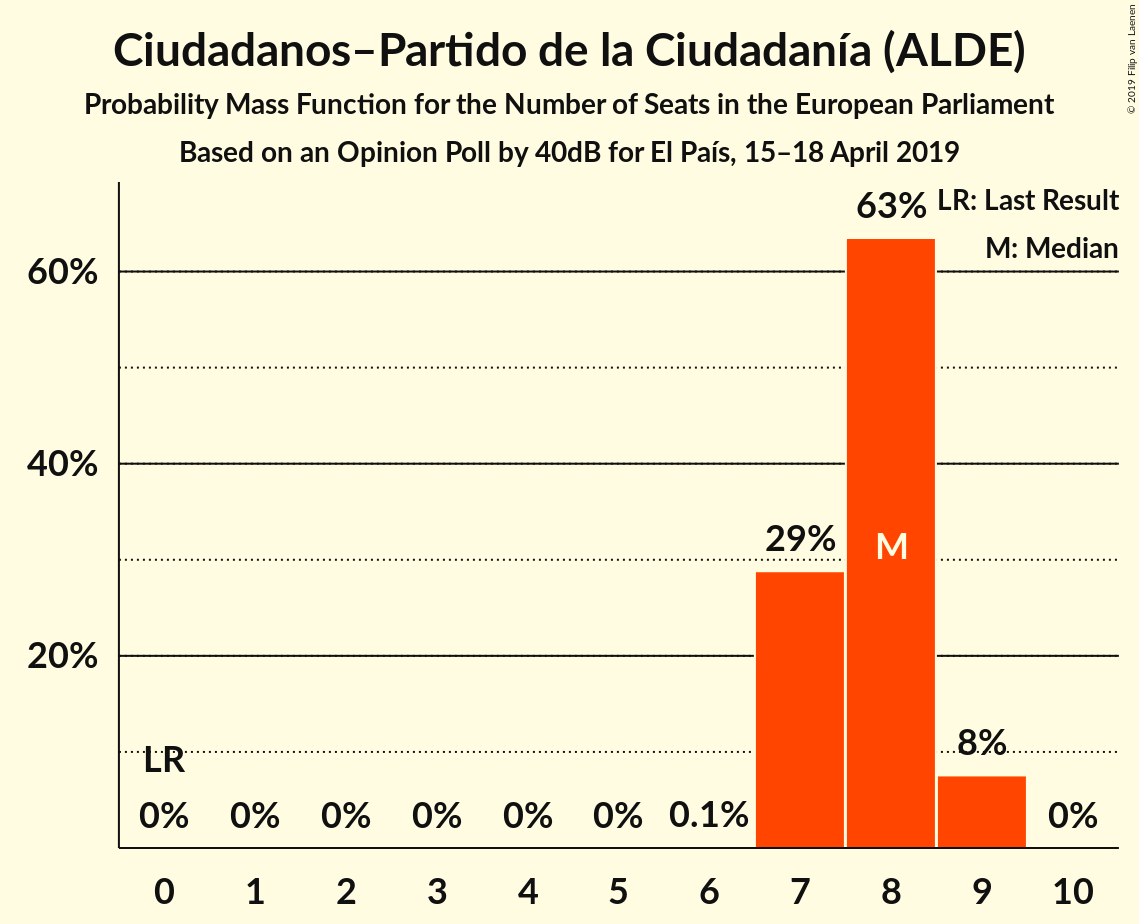 Ciudadanos–Partido de la Ciudadanía (ALDE)
Probability Mass Function for the Number of Seats in the European Parliament
Based on an Opinion Poll by 40dB for El País, 15–18 April 2019
© 2019 Filip van Laenen
63%
LR: Last Result
M: Median
60%
40%
29%
M
20%
8%
LR
0%
0%
0%
0%
0%
0%
0.1%
0%
0 1 2 3 4 5 6 7 8 9 10